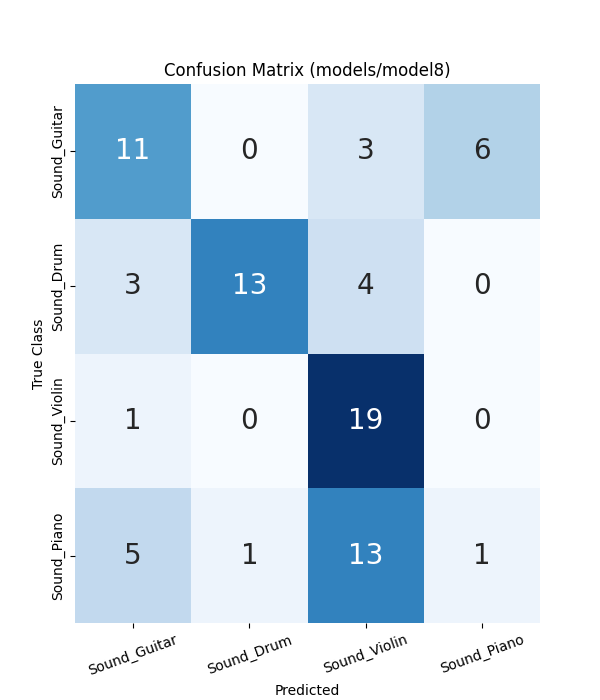 Confusion Matrix (models/model8)
True Class
Sound_Guitar
11 0 3 6
Sound_Drum
3 13 4 0
Sound_Violin
1 0 19 0
Sound_Piano
5 1 13 1
Sound_Guitar Sound_Drum Sound_Violin Sound_Piano
Predicted